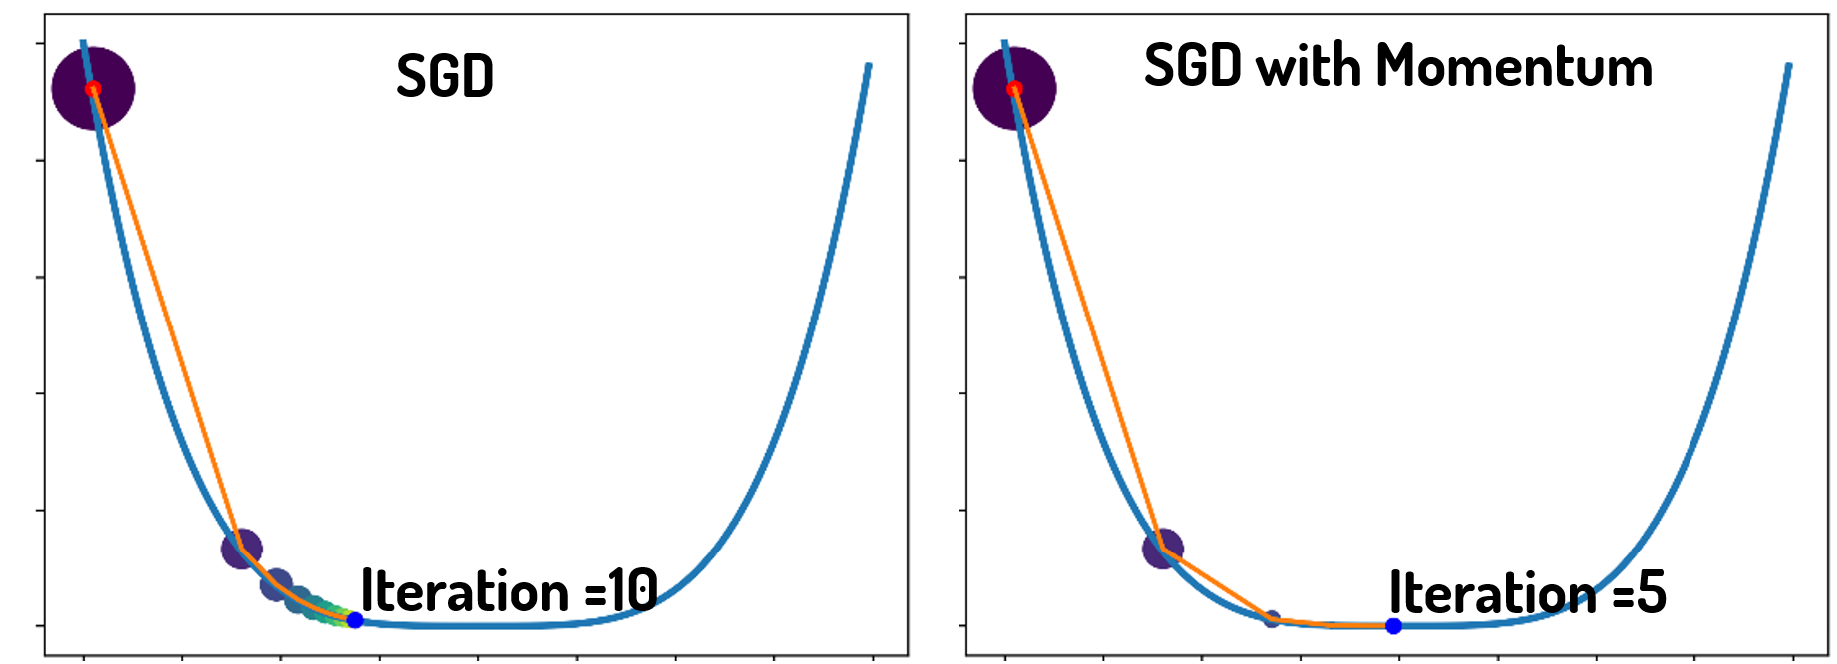 SGD
Iteration =10
SGD with Momentum
Iteration =5